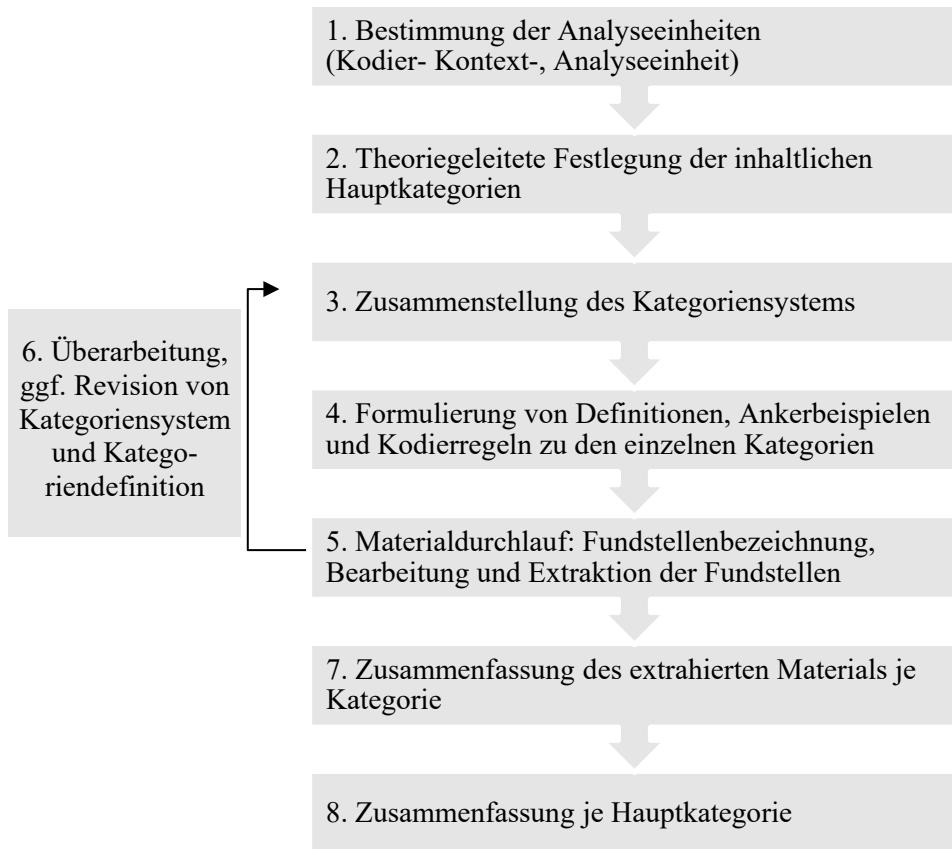 1. Bestimmung der Analyseeinheiten
(Kodier- Kontext-, Analyseeinheit)
2. Theoriegeleitete Festlegung der inhaltlichen
Hauptkategorien
3. Zusammenstellung des Kategoriensystems
4. Formulierung von Definitionen, Ankerbeispielen
und Kodierregeln zu den einzelnen Kategorien
5. Materialdurchlauf: Fundstellenbezeichnung,
Bearbeitung und Extraktion der Fundstellen
6. Überarbeitung,
ggf. Revision von
Kategoriensystem
und Katego-
riendefinition
7. Zusammenfassung des extrahierten Materials je
Kategorie
8. Zusammenfassung je Hauptkategorie